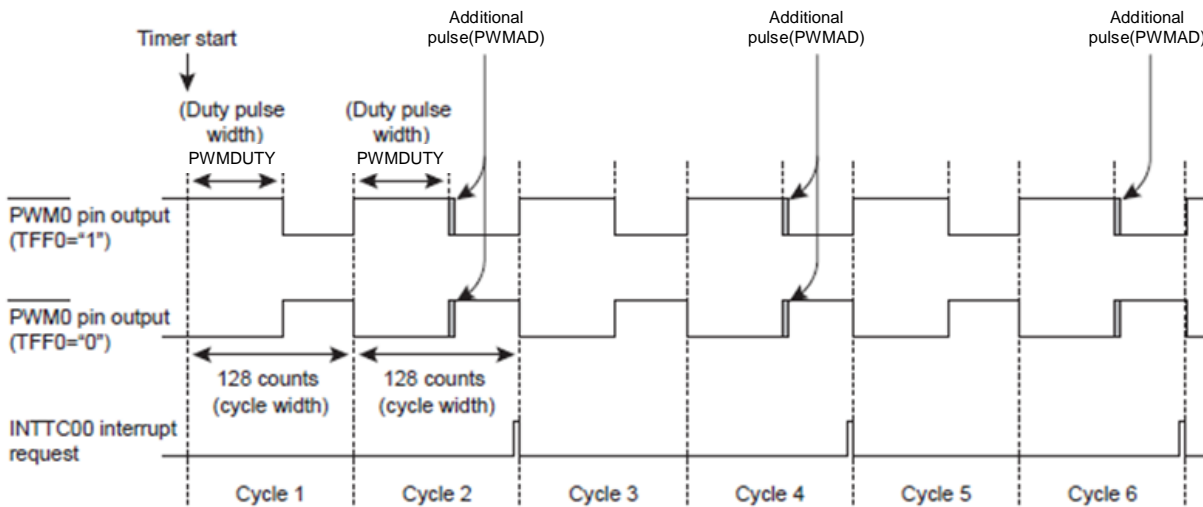 Additional
pulse(PWMAD)
Additional
pulse(PWMAD)
Additional
pulse(PWMAD)
Timer start
(Duty pulse
width)
PWMDUTY
(Duty pulse
width)
PWMDUTY
PWM0 pin output
(TFF0="1")
PWM0 pin output
(TFF0="0")
128 counts
(cycle width)
128 counts
(cycle width)
INTTC00 interrupt
request
Cycle 1
Cycle 2
Cycle 3
Cycle 4
Cycle 5
Cycle 6